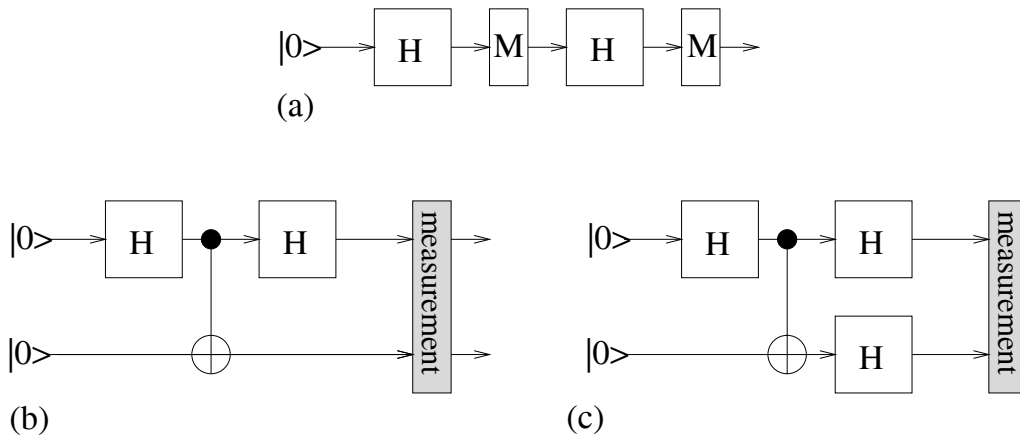 |0> H M H M
(a)
|0> H H measurement
|0>
(b)
|0> H H measurement
|0> H
(c)